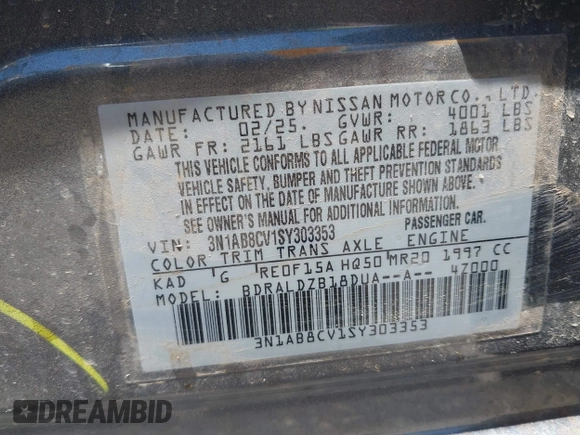 MANUFACTURED BY NISSAN MOTOR CO., LTD.
DATE: 02/25. GVWR: 4001 LBS
GAWR FR: 2161 LBS GAWR RR: 1863 LBS
THIS VEHICLE CONFORMS TO ALL APPLICABLE FEDERAL MOTOR
VEHICLE SAFETY, BUMPER AND THEFT PREVENTION STANDARDS
IN EFFECT ON THE DATE OF MANUFACTURE SHOWN ABOVE.
SEE OWNER'S MANUAL FOR ADDITIONAL INFORMATION.
VIN: 3N1AB8CV1SY303353 PASSENGER CAR.
COLOR TRIM TRANS AXLE ENGINE
KAD G RE0F15A HQ50 MR20 1997 CC
MODEL: BDRALDZB18DUA--A-- 47000
3N1AB8CV1SY303353
DREAMBID